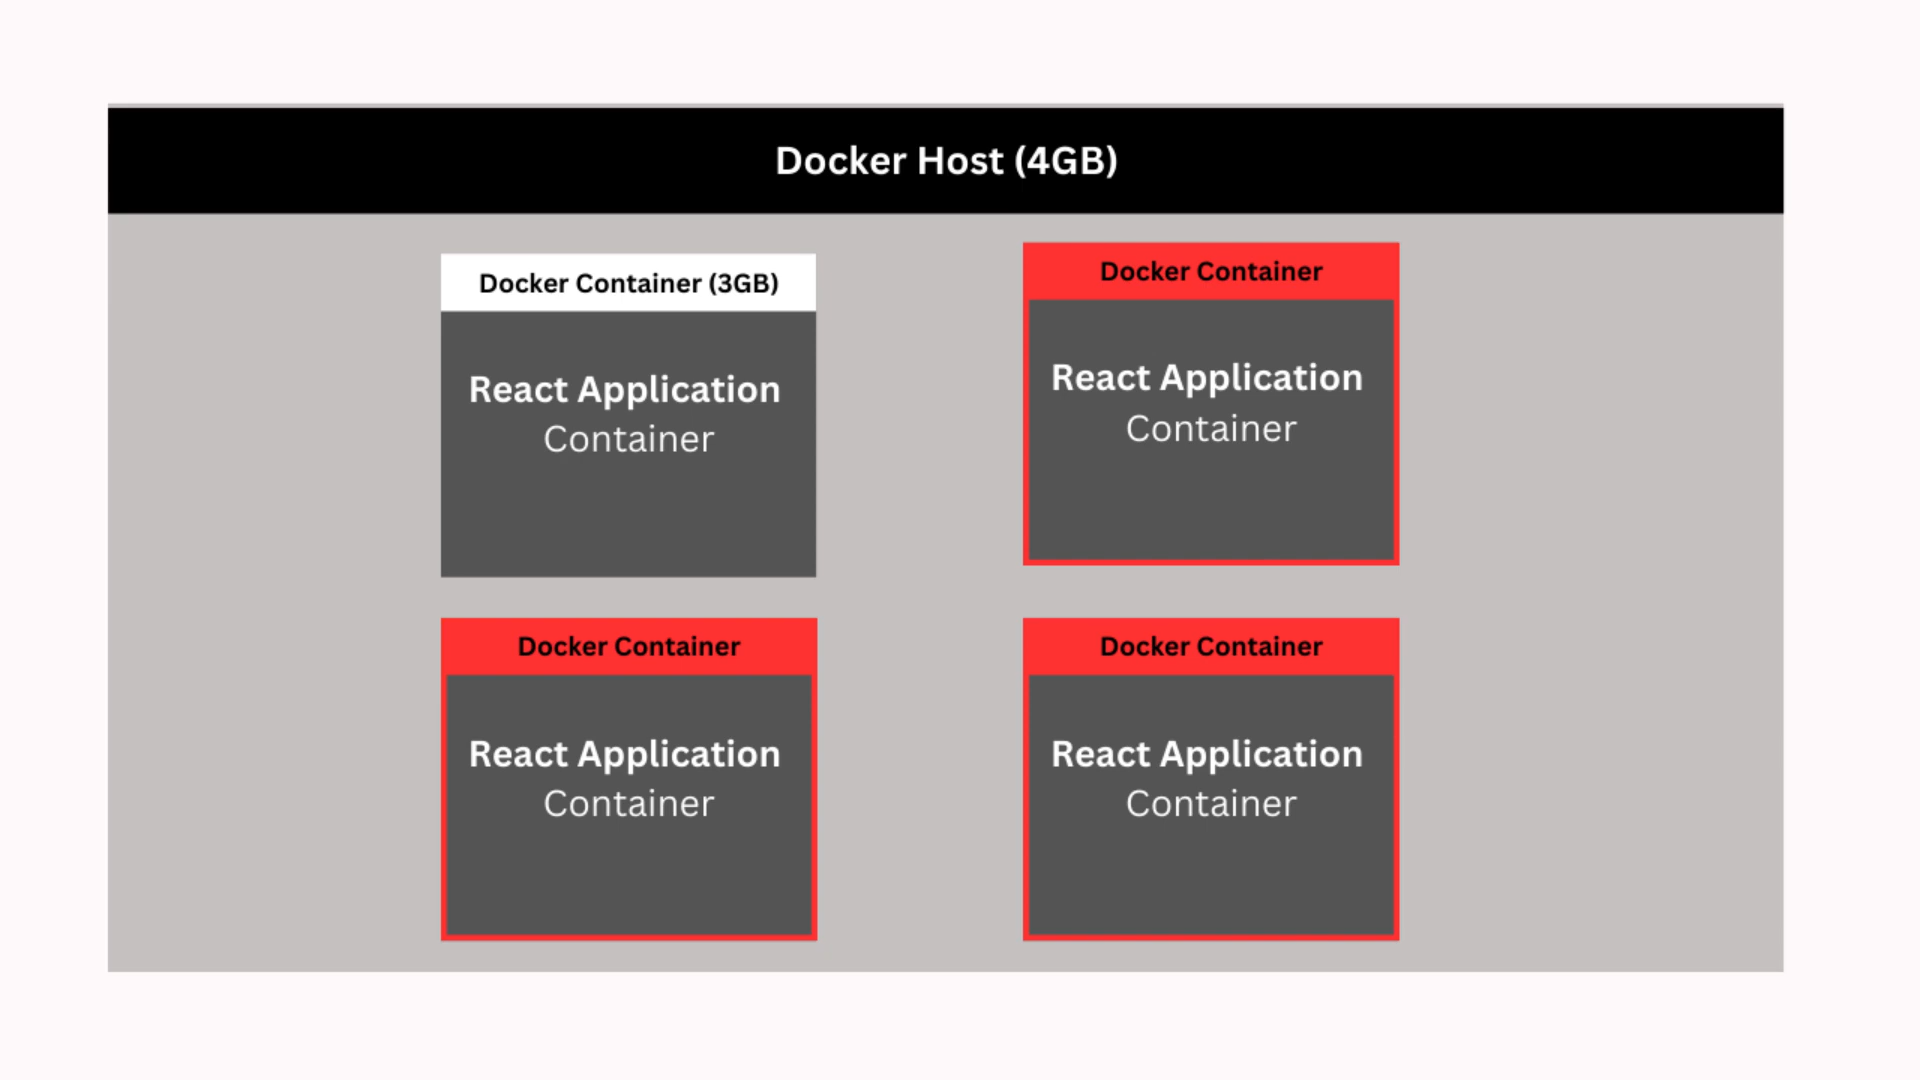 Docker Host (4GB)
Docker Container (3GB)
React Application
Container
Docker Container
React Application
Container
Docker Container
React Application
Container
Docker Container
React Application
Container